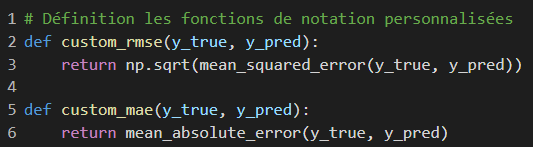 1 # Définition les fonctions de notation personnalisées
2 def custom_rmse(y_true, y_pred):
3     return np.sqrt(mean_squared_error(y_true, y_pred))
4
5 def custom_mae(y_true, y_pred):
6     return mean_absolute_error(y_true, y_pred)